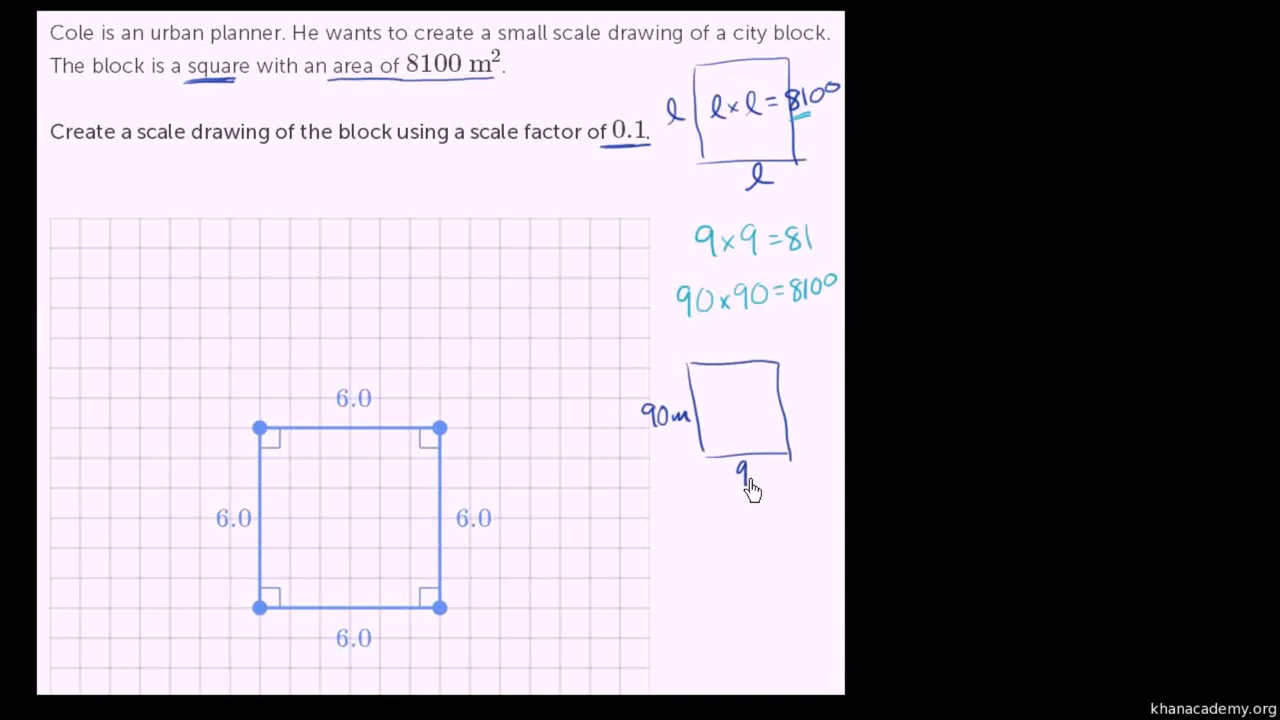 Cole is an urban planner. He wants to create a small scale drawing of a city block.
The block is a square with an area of 8100 m².
Create a scale drawing of the block using a scale factor of 0.1.
l
l×l=8100
l
9×9=81
90×90=8100
6.0
6.0
6.0
6.0
90m
9
khanacademy.org